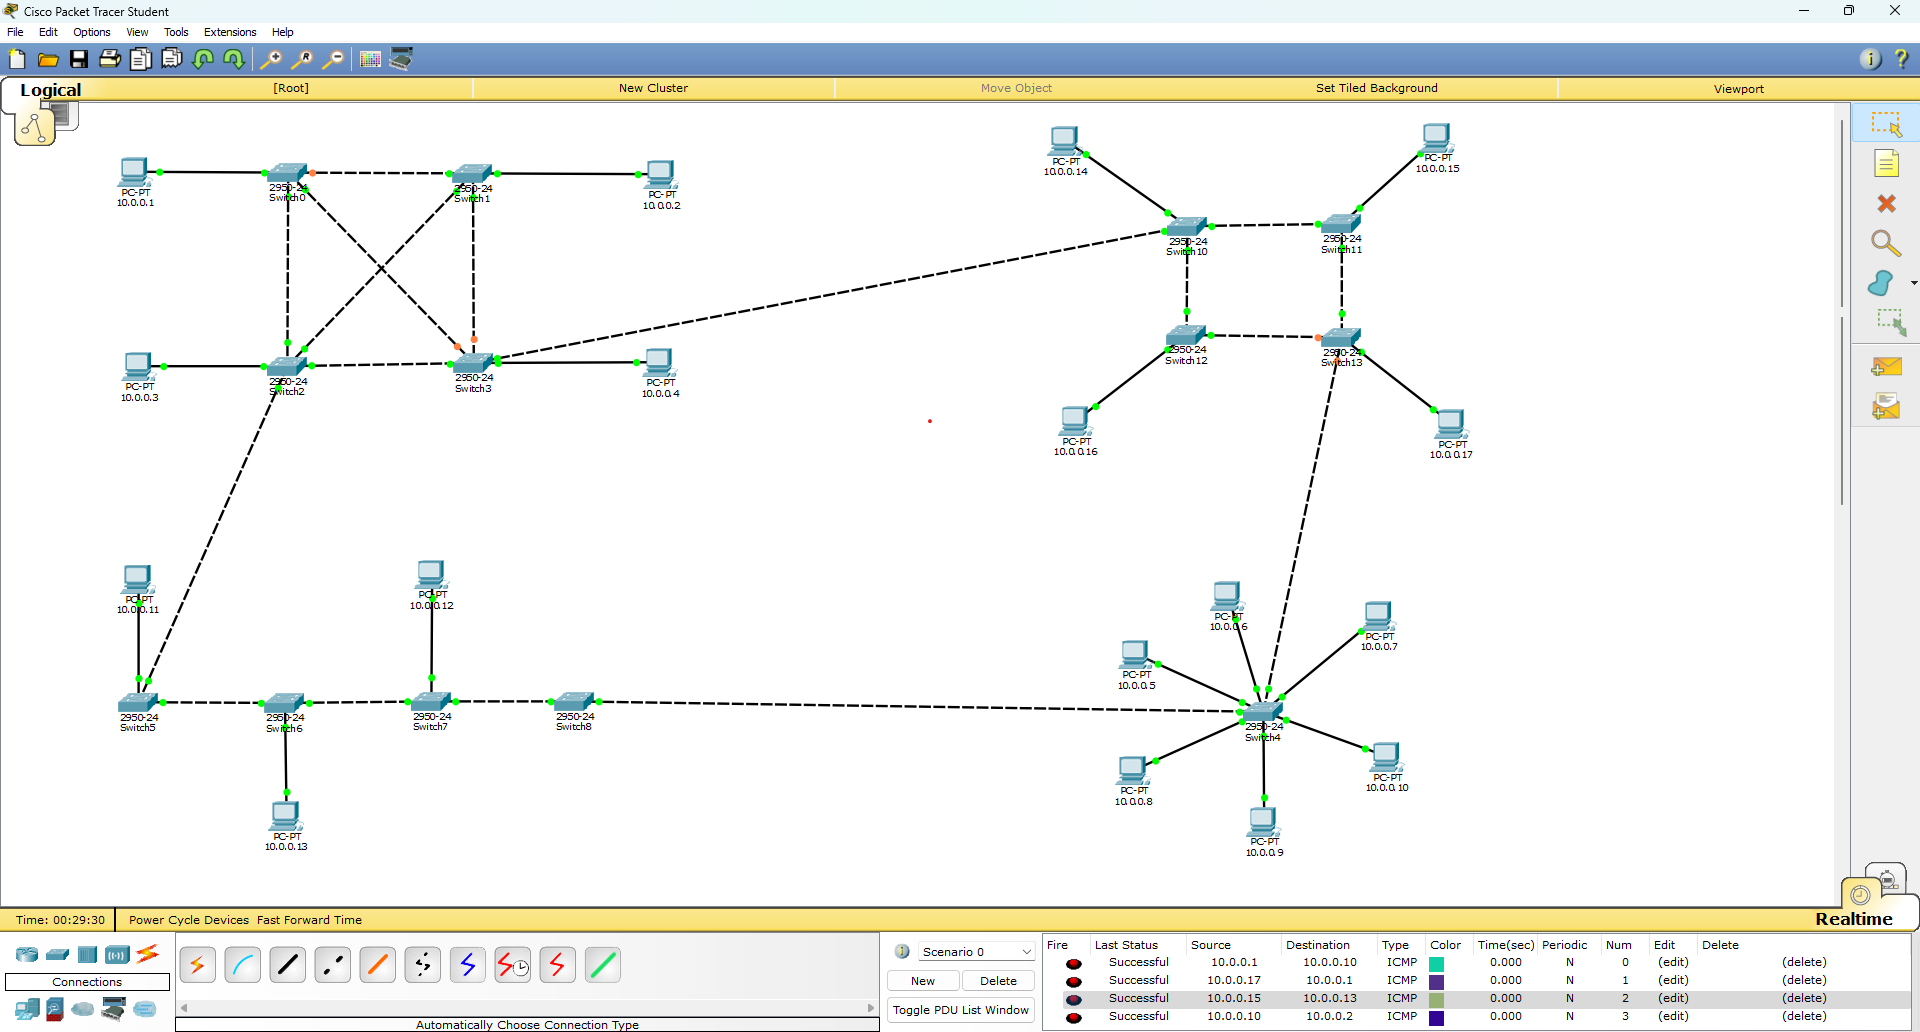 Cisco Packet Tracer Student
File Edit Options View Tools Extensions Help
Logical [Root] New Cluster Move Object Set Tiled Background Viewport
PC-PT
10.0.0.1
2950-24
Switch0
2950-24
Switch1
PC-PT
10.0.0.2
PC-PT
10.0.0.14
PC-PT
10.0.0.15
2950-24
Switch10
2950-24
Switch11
PC-PT
10.0.0.3
2950-24
Switch2
2950-24
Switch3
PC-PT
10.0.0.4
2950-24
Switch12
2950-24
Switch13
PC-PT
10.0.0.16
PC-PT
10.0.0.17
PC-PT
10.0.0.11
PC-PT
10.0.0.12
PC-PT
10.0.0.6
PC-PT
10.0.0.7
PC-PT
10.0.0.5
2950-24
Switch5
2950-24
Switch6
2950-24
Switch7
2950-24
Switch8
2950-24
Switch4
PC-PT
10.0.0.8
PC-PT
10.0.0.10
PC-PT
10.0.0.13
PC-PT
10.0.0.9
Time: 00:29:30 Power Cycle Devices Fast Forward Time
Realtime
Connections
Automatically Choose Connection Type
Scenario 0
New Delete
Toggle PDU List Window
Fire Last Status Source Destination Type Color Time(sec) Periodic Num Edit Delete
Successful 10.0.0.1 10.0.0.10 ICMP 0.000 N 0 (edit) (delete)
Successful 10.0.0.17 10.0.0.1 ICMP 0.000 N 1 (edit) (delete)
Successful 10.0.0.15 10.0.0.13 ICMP 0.000 N 2 (edit) (delete)
Successful 10.0.0.10 10.0.0.2 ICMP 0.000 N 3 (edit) (delete)